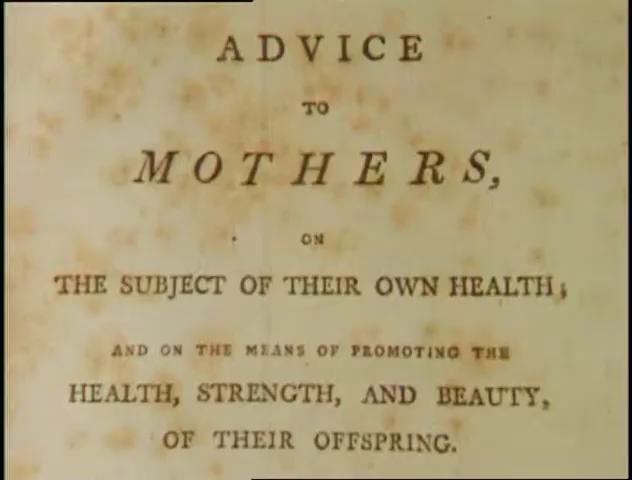 ADVICE
TO
MOTHERS,
ON
THE SUBJECT OF THEIR OWN HEALTH;
AND ON THE MEANS OF PROMOTING THE
HEALTH, STRENGTH, AND BEAUTY,
OF THEIR OFFSPRING.